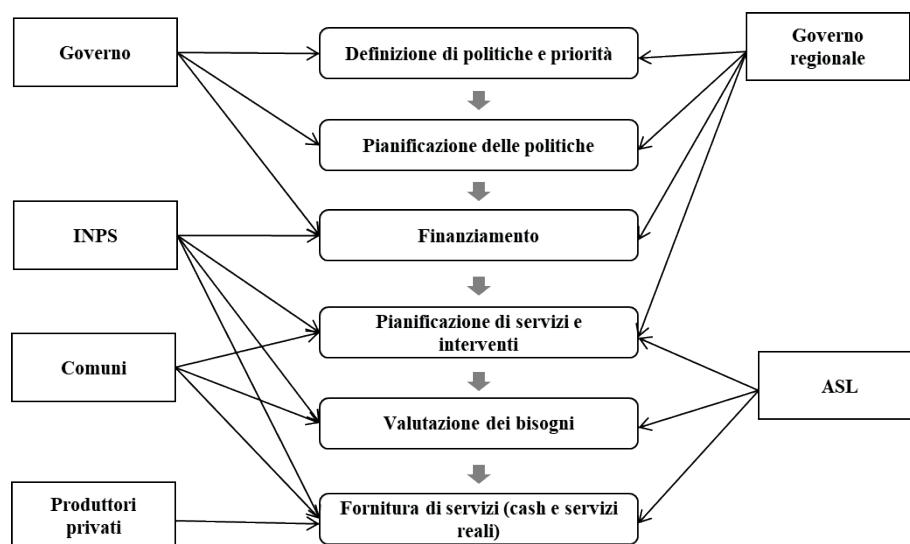 Governo
Definizione di politiche e priorità
Governo
regionale
Pianificazione delle politiche
INPS
Finanziamento
Pianificazione di servizi e
interventi
Comuni
ASL
Valutazione dei bisogni
Produttori
privati
Fornitura di servizi (cash e servizi
reali)